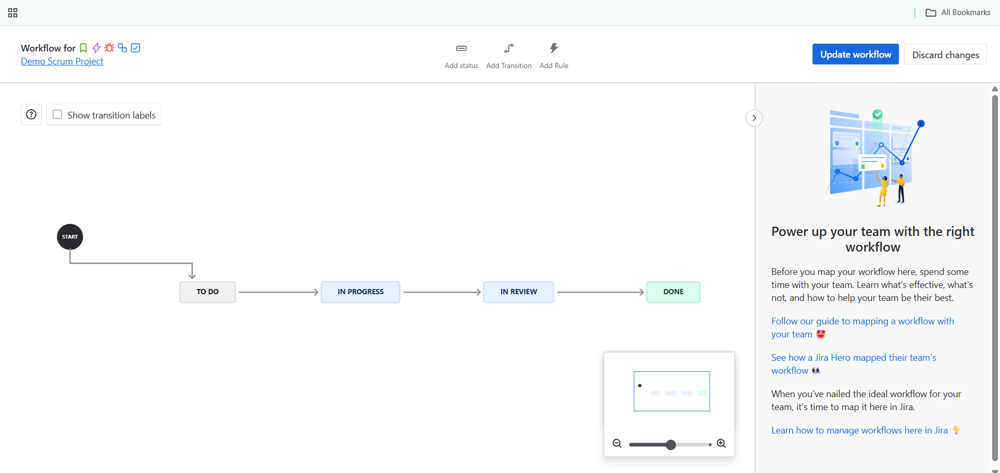 All Bookmarks
Workflow for
Demo Scrum Project
Add status
Add Transition
Add Rule
Update workflow
Discard changes
Show transition labels
START
TO DO
IN PROGRESS
IN REVIEW
DONE
Power up your team with the right
workflow
Before you map your workflow here, spend some
time with your team. Learn what’s effective, what’s
not, and how to help your team be their best.
Follow our guide to mapping a workflow with
your team 🤩
See how a Jira Hero mapped their team’s
workflow 👀
When you’ve nailed the ideal workflow for your
team, it’s time to map it here in Jira.
Learn how to manage workflows here in Jira 💡